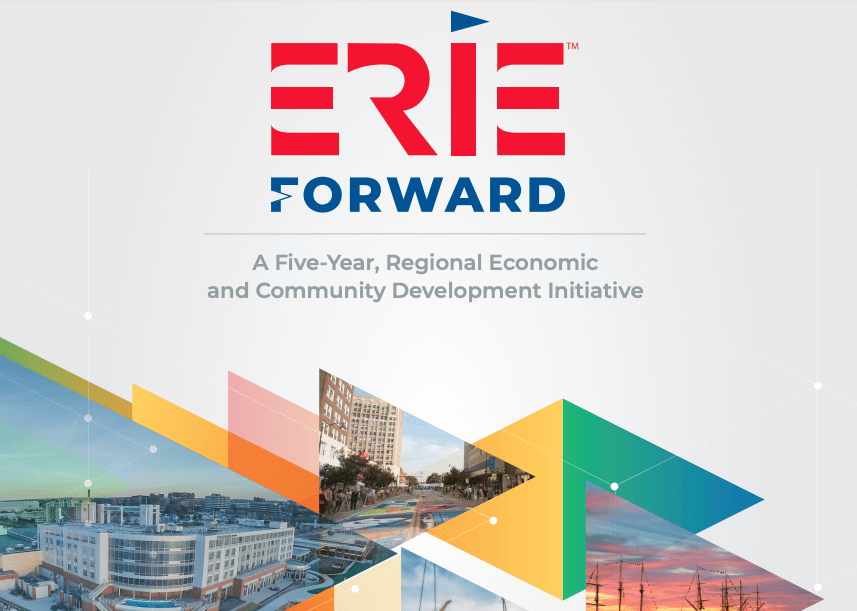 ERIE™
FORWARD
A Five-Year, Regional Economic
and Community Development Initiative